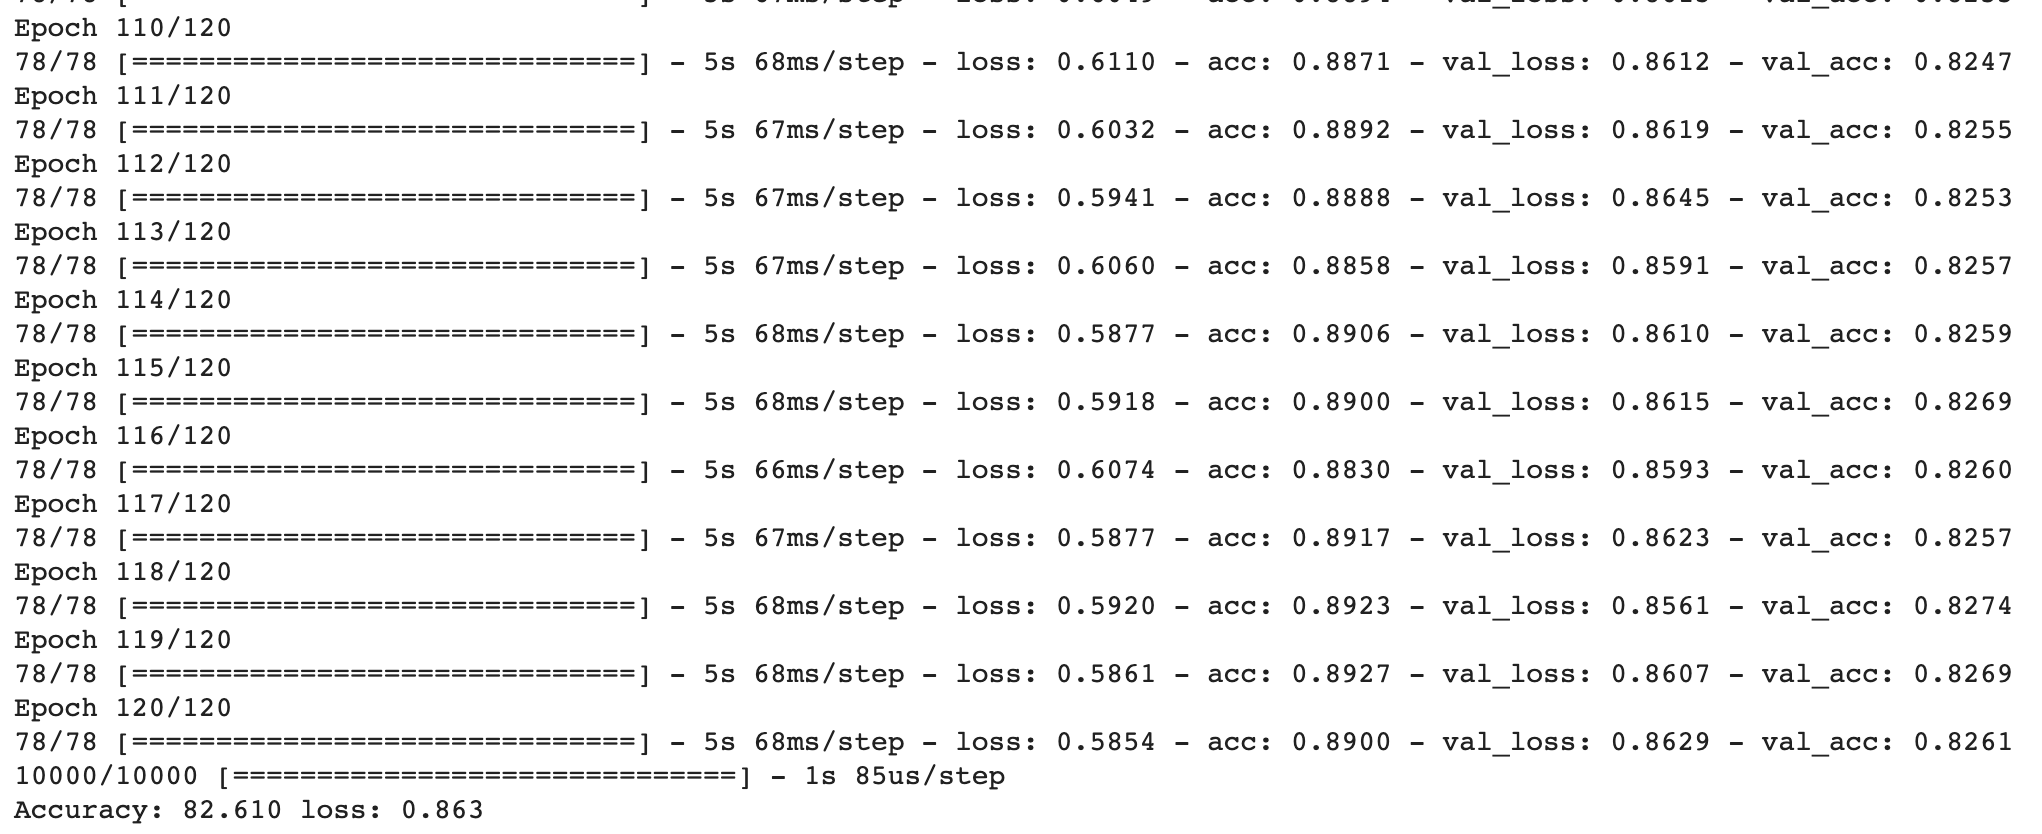 Epoch 110/120
78/78 [==============================] - 5s 68ms/step - loss: 0.6110 - acc: 0.8871 - val_loss: 0.8612 - val_acc: 0.8247
Epoch 111/120
78/78 [==============================] - 5s 67ms/step - loss: 0.6032 - acc: 0.8892 - val_loss: 0.8619 - val_acc: 0.8255
Epoch 112/120
78/78 [==============================] - 5s 67ms/step - loss: 0.5941 - acc: 0.8888 - val_loss: 0.8645 - val_acc: 0.8253
Epoch 113/120
78/78 [==============================] - 5s 67ms/step - loss: 0.6060 - acc: 0.8858 - val_loss: 0.8591 - val_acc: 0.8257
Epoch 114/120
78/78 [==============================] - 5s 68ms/step - loss: 0.5877 - acc: 0.8906 - val_loss: 0.8610 - val_acc: 0.8259
Epoch 115/120
78/78 [==============================] - 5s 68ms/step - loss: 0.5918 - acc: 0.8900 - val_loss: 0.8615 - val_acc: 0.8269
Epoch 116/120
78/78 [==============================] - 5s 66ms/step - loss: 0.6074 - acc: 0.8830 - val_loss: 0.8593 - val_acc: 0.8260
Epoch 117/120
78/78 [==============================] - 5s 67ms/step - loss: 0.5877 - acc: 0.8917 - val_loss: 0.8623 - val_acc: 0.8257
Epoch 118/120
78/78 [==============================] - 5s 68ms/step - loss: 0.5920 - acc: 0.8923 - val_loss: 0.8561 - val_acc: 0.8274
Epoch 119/120
78/78 [==============================] - 5s 68ms/step - loss: 0.5861 - acc: 0.8927 - val_loss: 0.8607 - val_acc: 0.8269
Epoch 120/120
78/78 [==============================] - 5s 68ms/step - loss: 0.5854 - acc: 0.8900 - val_loss: 0.8629 - val_acc: 0.8261
10000/10000 [==============================] - 1s 85us/step
Accuracy: 82.610 loss: 0.863